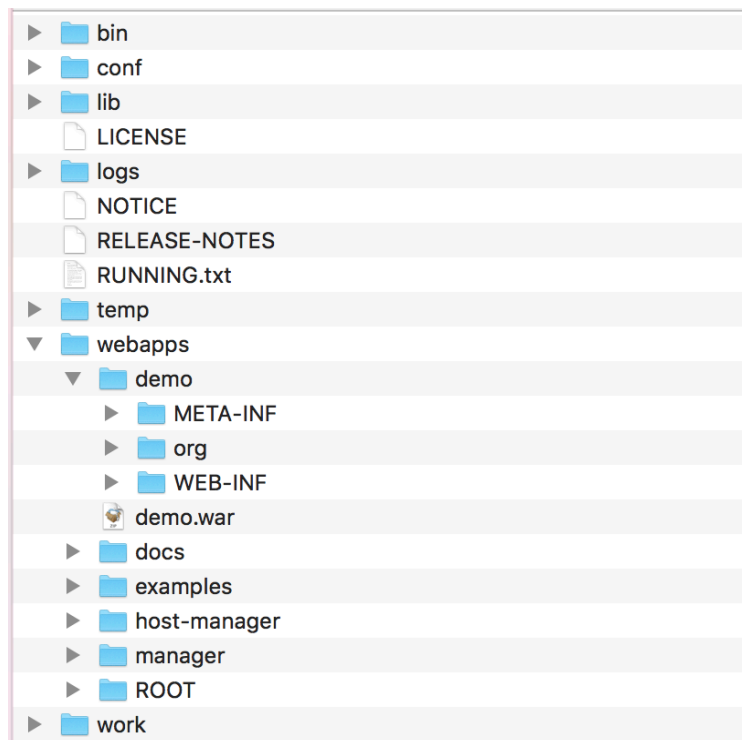 bin
conf
lib
LICENSE
logs
NOTICE
RELEASE-NOTES
RUNNING.txt
temp
webapps
demo
META-INF
org
WEB-INF
demo.war
docs
examples
host-manager
manager
ROOT
work